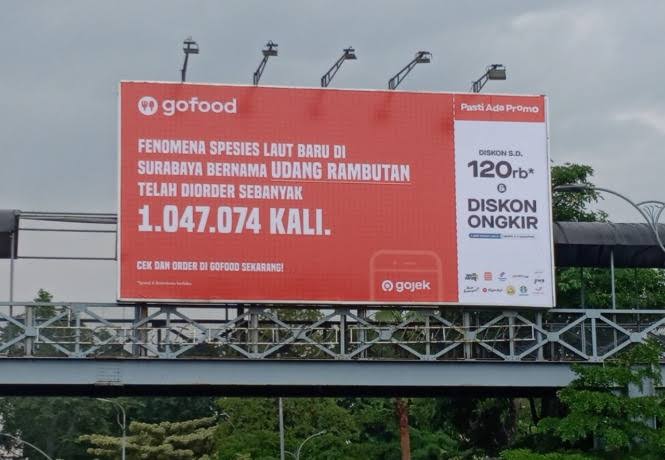 gofood
FENOMENA SPESIES LAUT BARU DI
SURABAYA BERNAMA UDANG RAMBUTAN
TELAH DIORDER SEBANYAK
1.047.074 KALI.
CEK DAN ORDER DI GOFOOD SEKARANG!
gojek
Pasti Ada Promo
DISKON S.D.
120rb*
&
DISKON
ONGKIR